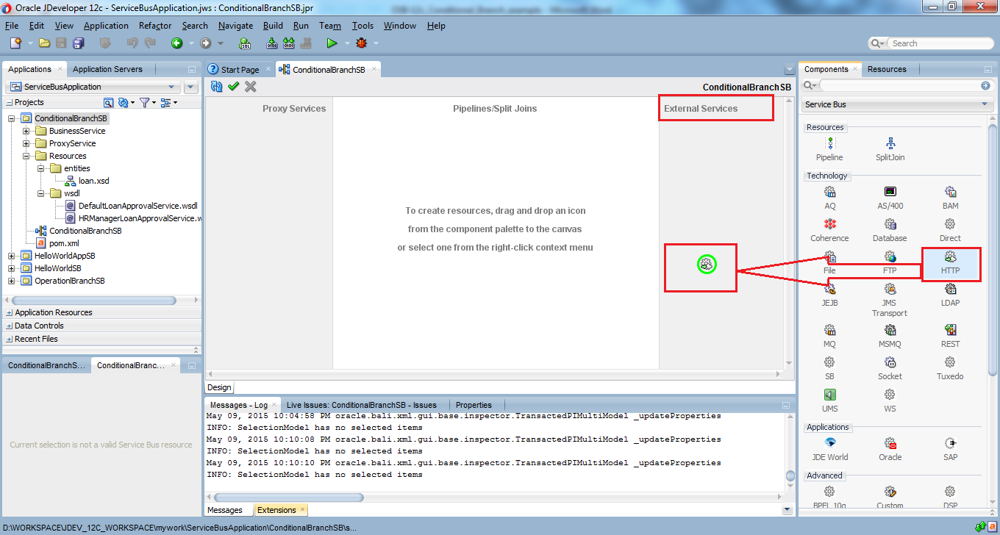 Oracle JDeveloper 12c - ServiceBusApplication.jws : ConditionalBranchSB.jpr
File Edit View Application Refactor Search Navigate Build Run Team Tools Window Help
Search
Applications Application Servers
ServiceBusApplication
Projects
ConditionalBranchSB
BusinessService
ProxyService
Resources
entities
loan.xsd
wsdl
DefaultLoanApprovalService.wsdl
HRManagerLoanApprovalService.w
ConditionalBranchSB
pom.xml
HelloWorldAppSB
HelloWorldSB
OperationlBranchSB
Application Resources
Data Controls
Recent Files
ConditionalBranchS... ConditionalBranc...
Current selection is not a valid Service Bus resource
Start Page ConditionalBranchSB
ConditionalBranchSB
Proxy Services Pipelines/Split Joins External Services
To create resources, drag and drop an icon
from the component palette to the canvas
or select one from the right-click context menu
Design
Messages - Log Live Issues: ConditionalBranchSB - Issues Properties
May 09, 2015 10:04:58 PM oracle.bali.xml.gui.base.inspector.TransactedPIMultiModel _updateProperties
INFO: SelectionModel has no selected items
May 09, 2015 10:10:08 PM oracle.bali.xml.gui.base.inspector.TransactedPIMultiModel _updateProperties
INFO: SelectionModel has no selected items
May 09, 2015 10:10:10 PM oracle.bali.xml.gui.base.inspector.TransactedPIMultiModel _updateProperties
INFO: SelectionModel has no selected items
Messages Extensions
Components Resources
Service Bus
Resources
Pipeline SplitJoin
Technology
AQ AS/400 BAM
Coherence Database Direct
File FTP HTTP
JEJB JMS Transport LDAP
MQ MSMQ REST
SB Socket Tuxedo
UMS WS
Applications
JDE World Oracle SAP
Advanced
BPEL 10g Custom DSP
D:\WORKSPACE\JDEV_12C_WORKSPACE\mywork\ServiceBusApplication\ConditionalBranchSB\s...